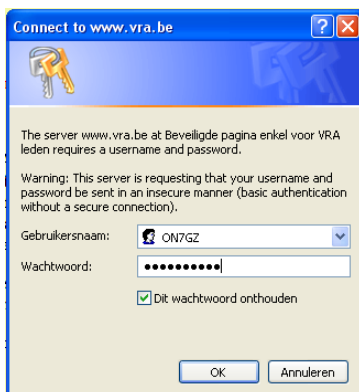 Connect to www.vra.be
The server www.vra.be at Beveiligde pagina enkel voor VRA
leden requires a username and password.
Warning: This server is requesting that your username and
password be sent in an insecure manner (basic authentication
without a secure connection).
Gebruikersnaam: ON7GZ
Wachtwoord: ●●●●●●●●●●
Dit wachtwoord onthouden
OK Annuleren